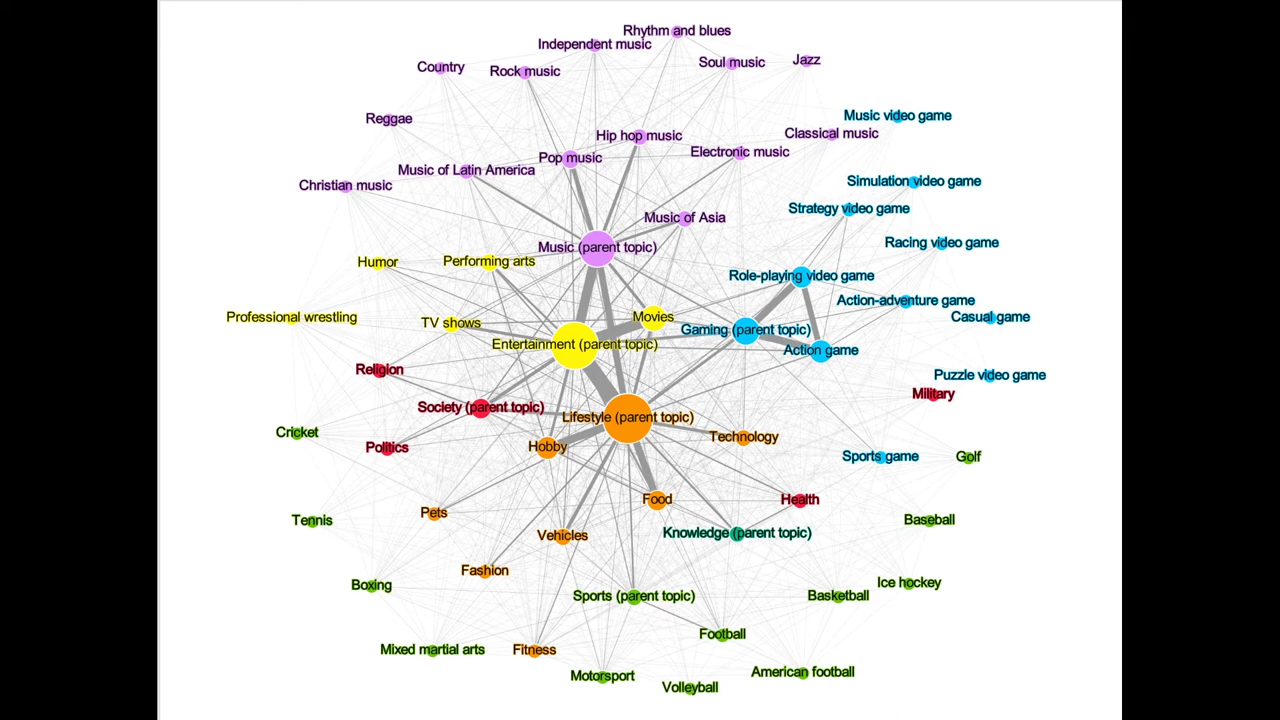 Rhythm and blues
Independent music
Soul music
Jazz
Country
Rock music
Music video game
Reggae
Classical music
Hip hop music
Electronic music
Pop music
Music of Latin America
Christian music
Simulation video game
Strategy video game
Music of Asia
Racing video game
Music (parent topic)
Humor
Performing arts
Role-playing video game
Action-adventure game
Professional wrestling
TV shows
Movies
Casual game
Gaming (parent topic)
Entertainment (parent topic)
Action game
Religion
Puzzle video game
Military
Society (parent topic)
Lifestyle (parent topic)
Cricket
Technology
Politics
Hobby
Sports game
Golf
Food
Health
Pets
Tennis
Baseball
Vehicles
Knowledge (parent topic)
Fashion
Boxing
Ice hockey
Sports (parent topic)
Basketball
Football
Mixed martial arts
Fitness
Motorsport
American football
Volleyball